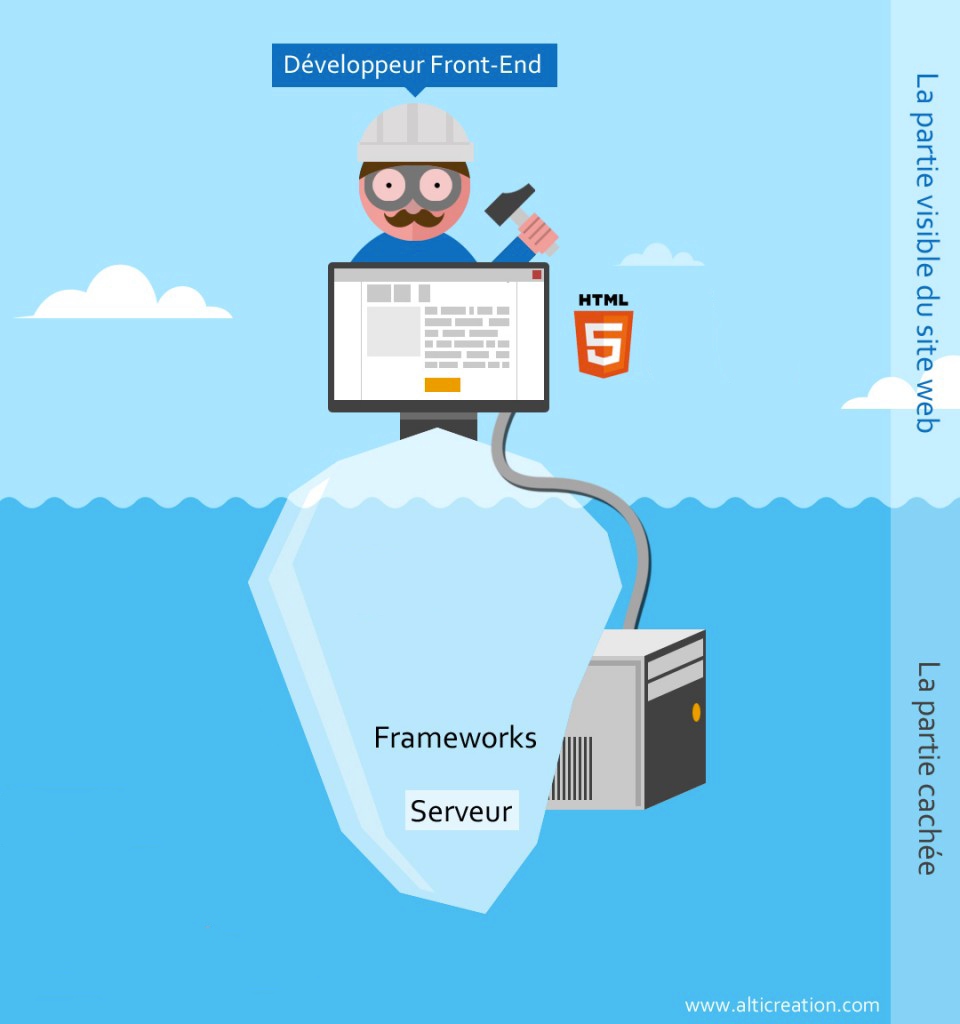 Développeur Front-End
HTML
5
La partie visible du site web
Frameworks
Serveur
La partie cachée
www.alticreation.com